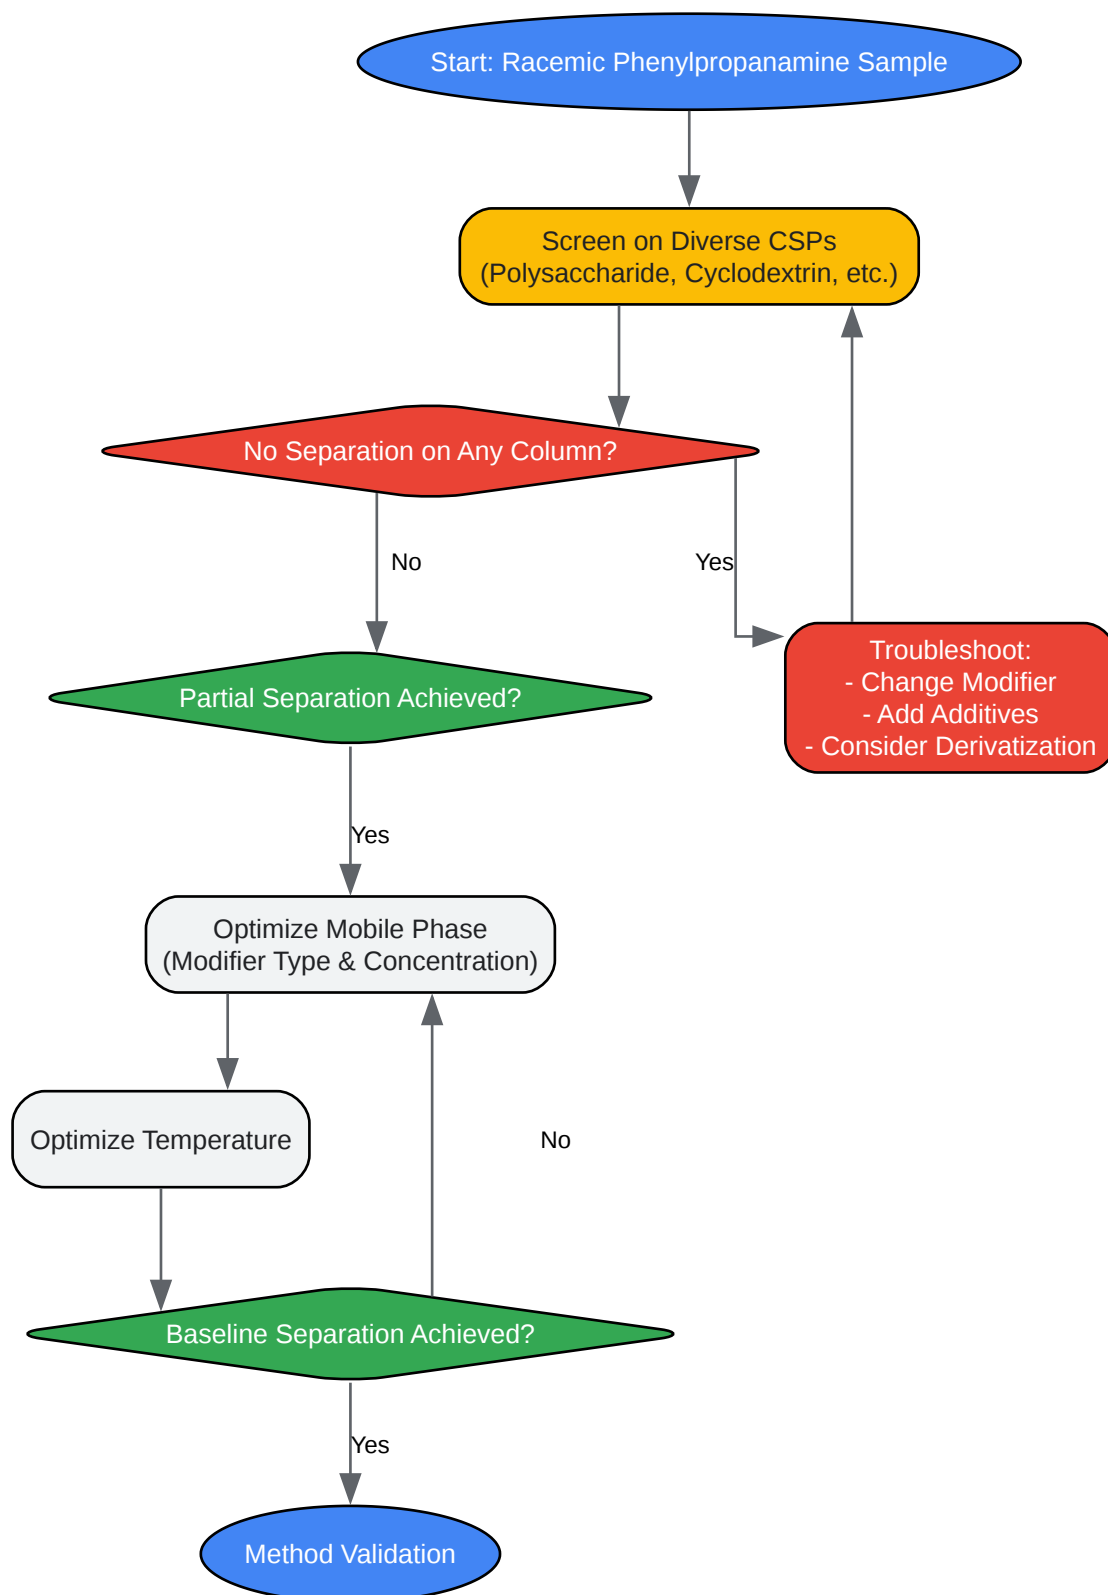 Start: Racemic Phenylpropanamine Sample
Screen on Diverse CSPs
(Polysaccharide, Cyclodextrin, etc.)
No Separation on Any Column?
No
Yes
Troubleshoot:
- Change Modifier
- Add Additives
- Consider Derivatization
Partial Separation Achieved?
Yes
Optimize Mobile Phase
(Modifier Type & Concentration)
Optimize Temperature
No
Baseline Separation Achieved?
Yes
Method Validation